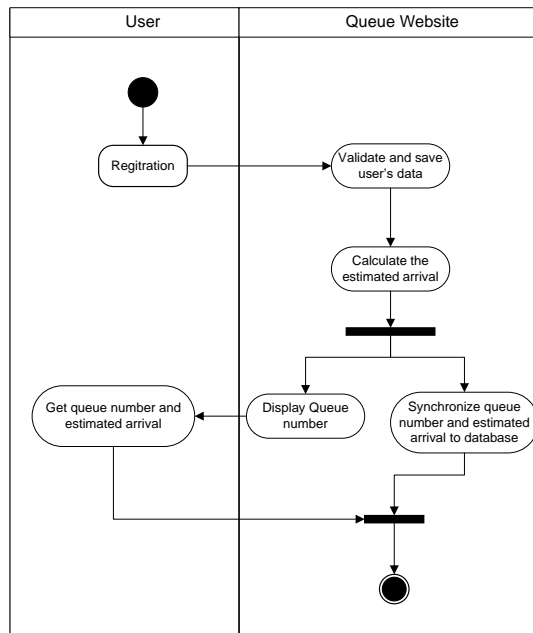 User
Queue Website
Regitration
Validate and save
user's data
Calculate the
estimated arrival
Get queue number and
estimated arrival
Display Queue
number
Synchronize queue
number and estimated
arrival to database